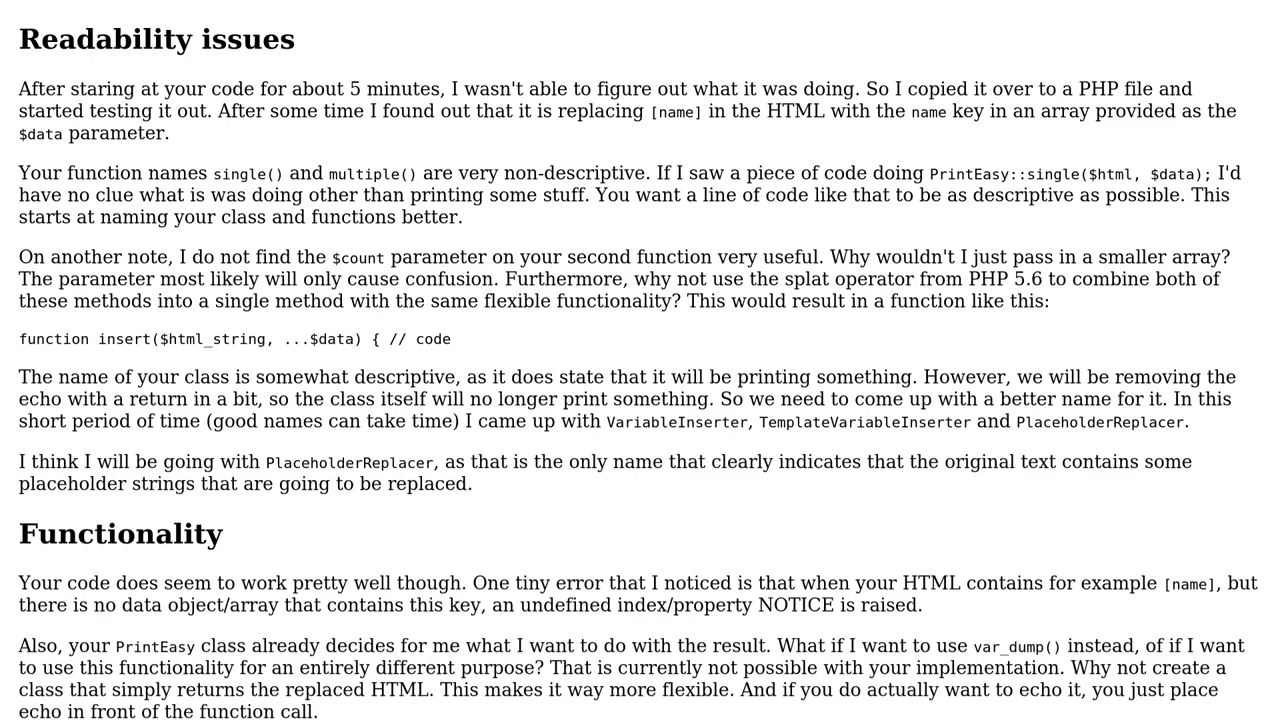 Readability issues
After staring at your code for about 5 minutes, I wasn't able to figure out what it was doing. So I copied it over to a PHP file and
started testing it out. After some time I found out that it is replacing [name] in the HTML with the name key in an array provided as the
$data parameter.
Your function names single() and multiple() are very non-descriptive. If I saw a piece of code doing PrintEasy::single($html, $data); I'd
have no clue what is was doing other than printing some stuff. You want a line of code like that to be as descriptive as possible. This
starts at naming your class and functions better.
On another note, I do not find the $count parameter on your second function very useful. Why wouldn't I just pass in a smaller array?
The parameter most likely will only cause confusion. Furthermore, why not use the splat operator from PHP 5.6 to combine both of
these methods into a single method with the same flexible functionality? This would result in a function like this:
function insert($html_string, ...$data) { // code
The name of your class is somewhat descriptive, as it does state that it will be printing something. However, we will be removing the
echo with a return in a bit, so the class itself will no longer print something. So we need to come up with a better name for it. In this
short period of time (good names can take time) I came up with VariableInserter, TemplateVariableInserter and PlaceholderReplacer.
I think I will be going with PlaceholderReplacer, as that is the only name that clearly indicates that the original text contains some
placeholder strings that are going to be replaced.
Functionality
Your code does seem to work pretty well though. One tiny error that I noticed is that when your HTML contains for example [name], but
there is no data object/array that contains this key, an undefined index/property NOTICE is raised.
Also, your PrintEasy class already decides for me what I want to do with the result. What if I want to use var_dump() instead, of if I want
to use this functionality for an entirely different purpose? That is currently not possible with your implementation. Why not create a
class that simply returns the replaced HTML. This makes it way more flexible. And if you do actually want to echo it, you just place
echo in front of the function call.